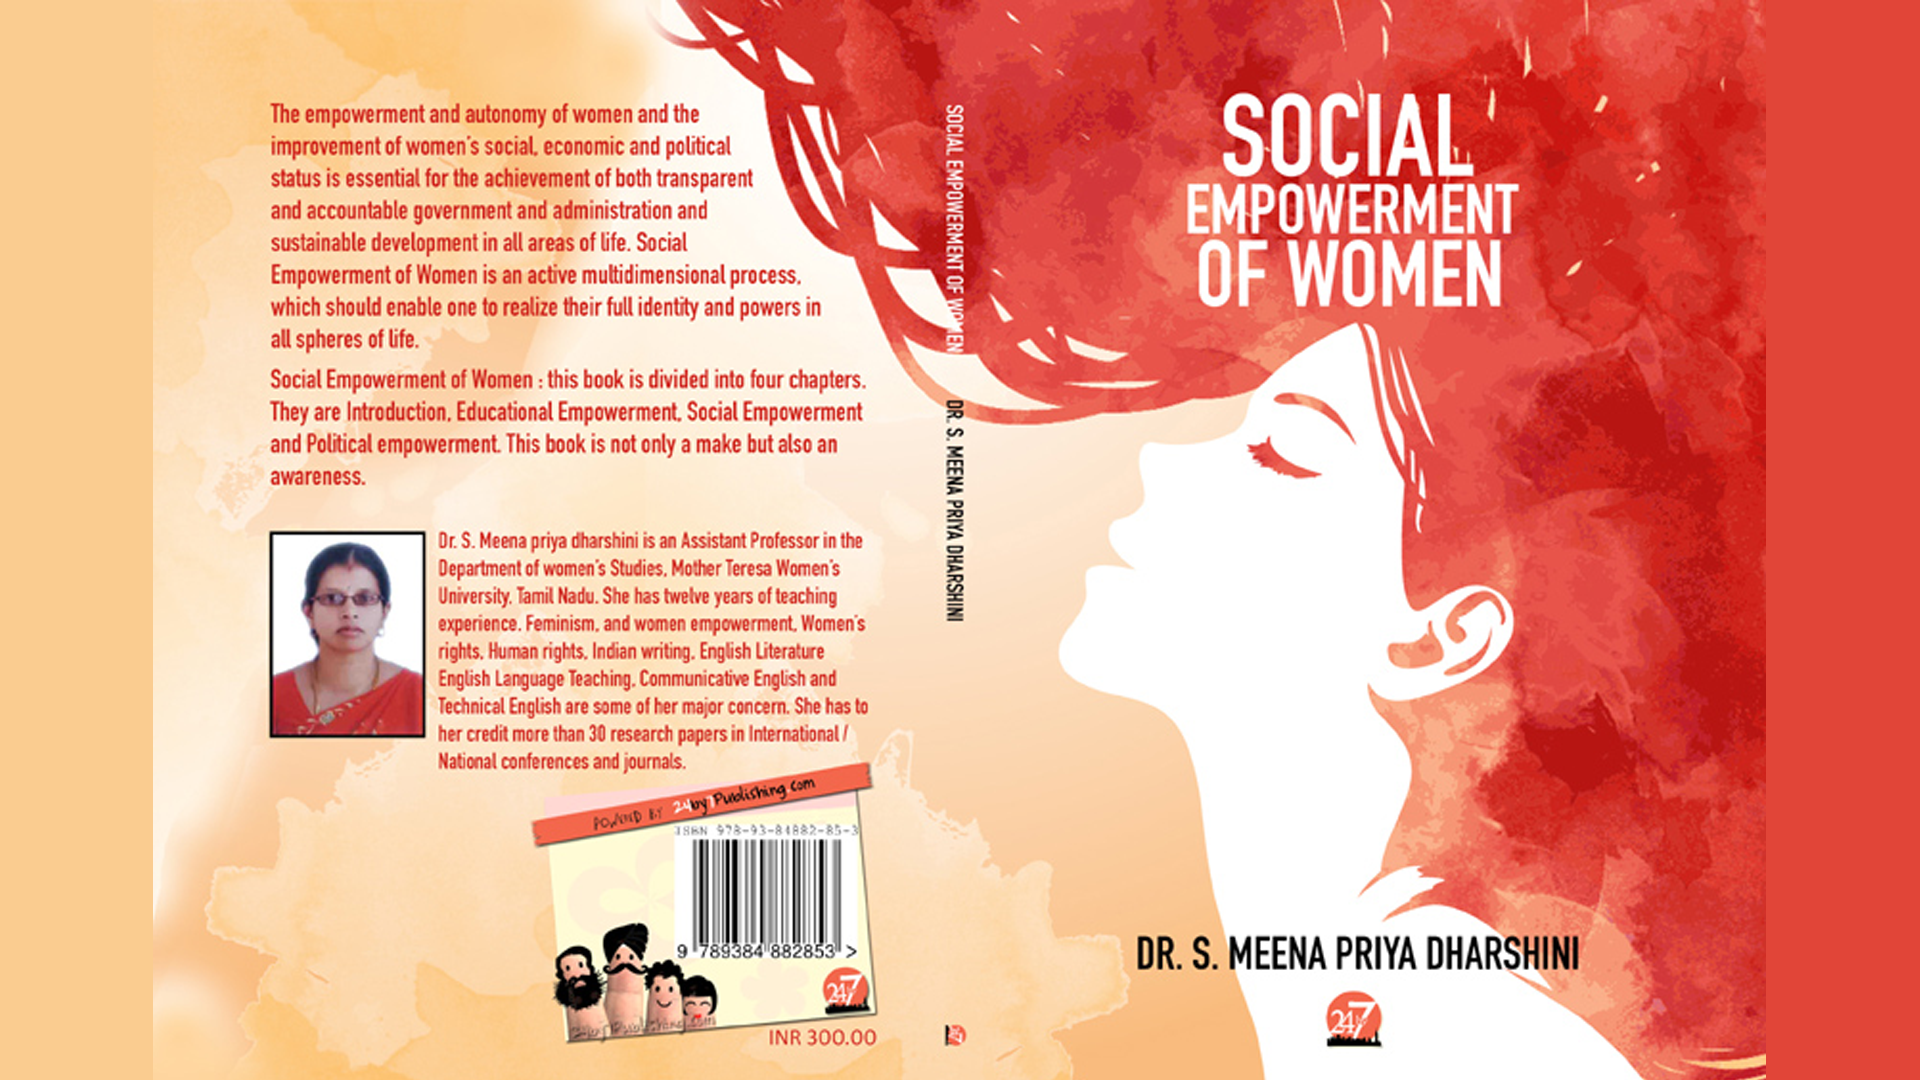 The empowerment and autonomy of women and the
improvement of women's social, economic and political
status is essential for the achievement of both transparent
and accountable government and administration and
sustainable development in all areas of life. Social
Empowerment of Women is an active multidimensional process,
which should enable one to realize their full identity and powers in
all spheres of life.
Social Empowerment of Women : this book is divided into four chapters.
They are Introduction, Educational Empowerment, Social Empowerment
and Political empowerment. This book is not only a make but also an
awareness.
Dr. S. Meena priya dharshini is an Assistant Professor in the
Department of women's Studies, Mother Teresa Women's
University, Tamil Nadu. She has twelve years of teaching
experience. Feminism, and women empowerment, Women's
rights, Human rights, Indian writing, English Literature
English Language Teaching, Communicative English and
Technical English are some of her major concern. She has to
her credit more than 30 research papers in International /
National conferences and journals.
POWERED BY 24by7Publishing.com
ISBN 978-93-84882-85-3
9 789384 882853 >
24by7Publishing.com
24by7
INR 300.00
SOCIAL EMPOWERMENT OF WOMEN DR. S. MEENA PRIYA DHARSHINI
SOCIAL
EMPOWERMENT
OF WOMEN
DR. S. MEENA PRIYA DHARSHINI
24by7